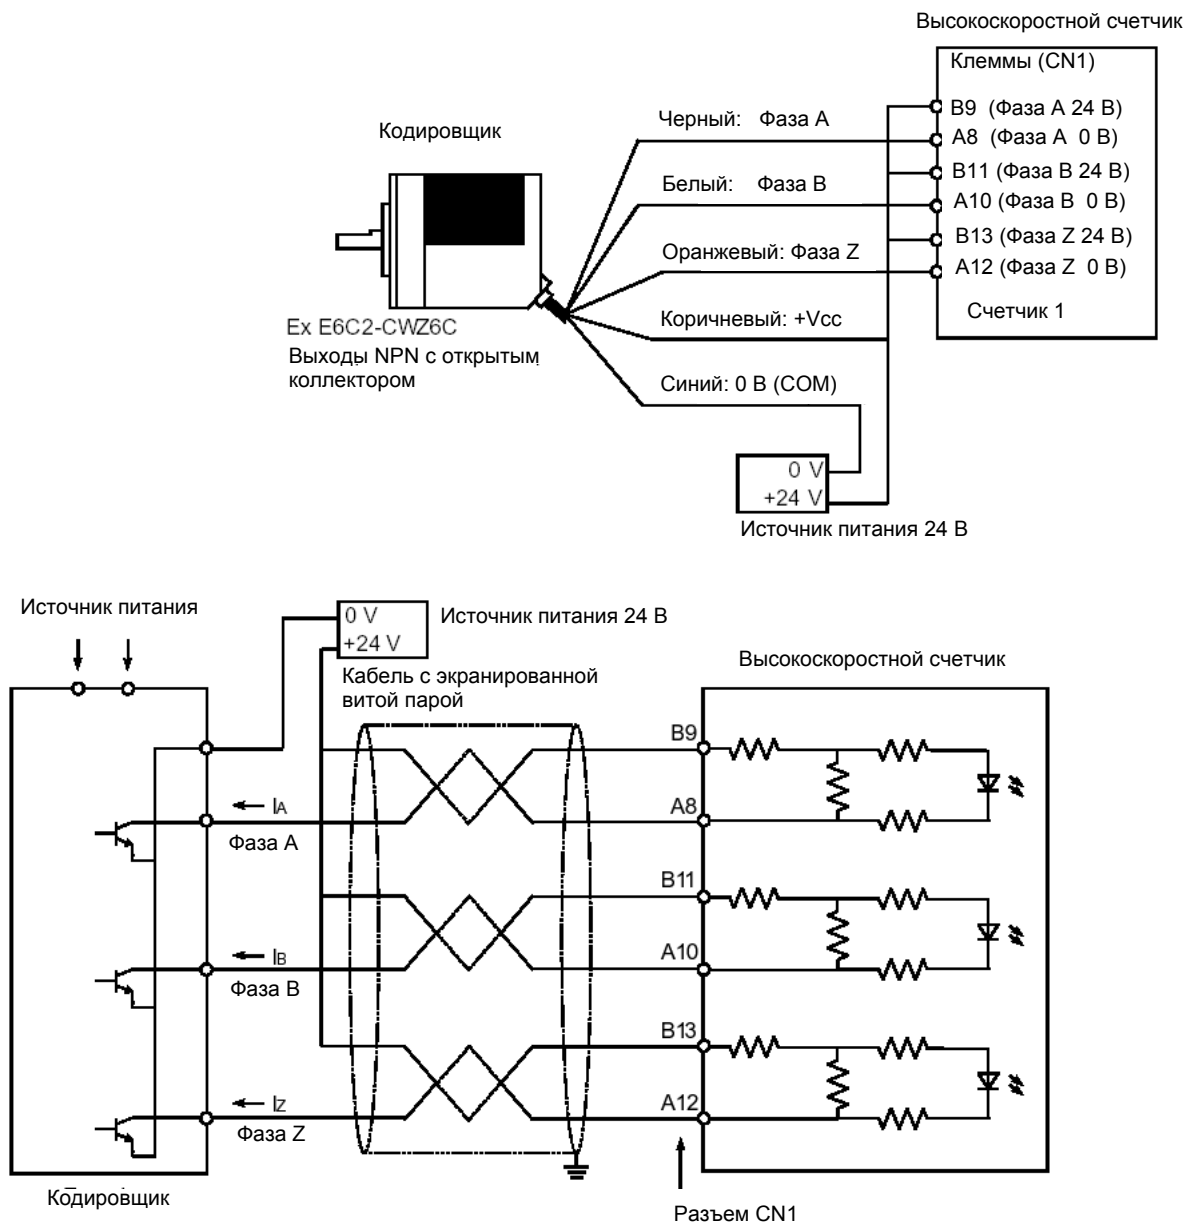 Высокоскоростной счетчик
Клеммы (CN1)
B9 (Фаза A 24 В)
A8 (Фаза A 0 В)
B11 (Фаза B 24 В)
A10 (Фаза B 0 В)
B13 (Фаза Z 24 В)
A12 (Фаза Z 0 В)
Счетчик 1
Кодировщик
Черный: Фаза A
Белый: Фаза B
Оранжевый: Фаза Z
Коричневый: +Vcc
Синий: 0 В (COM)
Ex E6C2-CWZ6C
Выходы NPN с открытым
коллектором
0 V
+24 V
Источник питания 24 В
Источник питания
0 V
+24 V
Источник питания 24 В
Кабель с экранированной
витой парой
Высокоскоростной счетчик
B9
IA
A8
Фаза A
B11
IB
A10
Фаза B
B13
IZ
A12
Фаза Z
Кодировщик
Разъем CN1